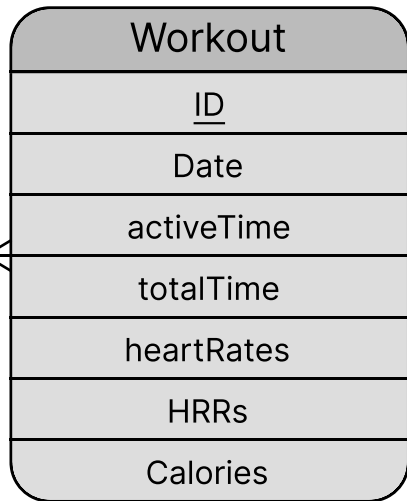 Workout
ID
Date
activeTime
totalTime
heartRates
HRRs
Calories